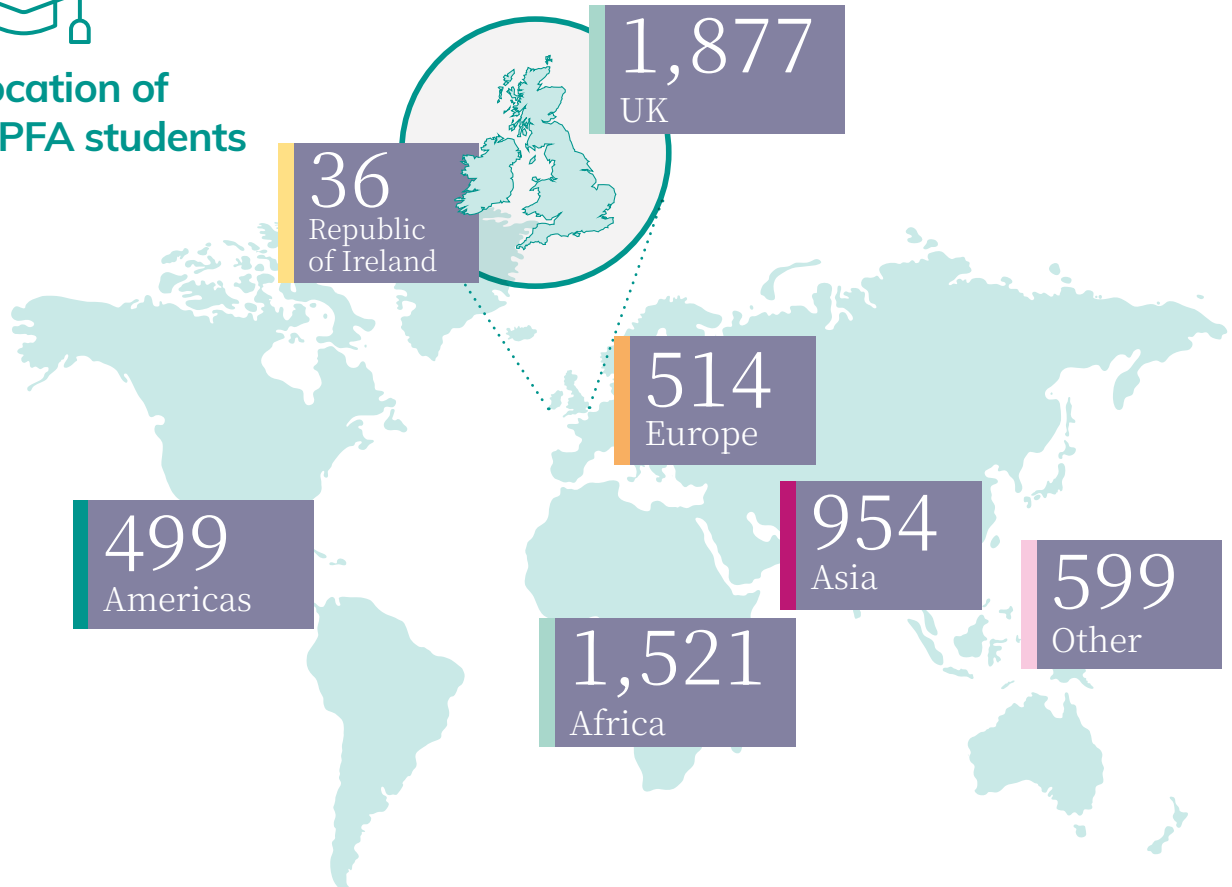 ocation of
PFA students
1,877
UK
36
Republic
of Ireland
514
Europe
954
Asia
499
Americas
599
Other
1,521
Africa